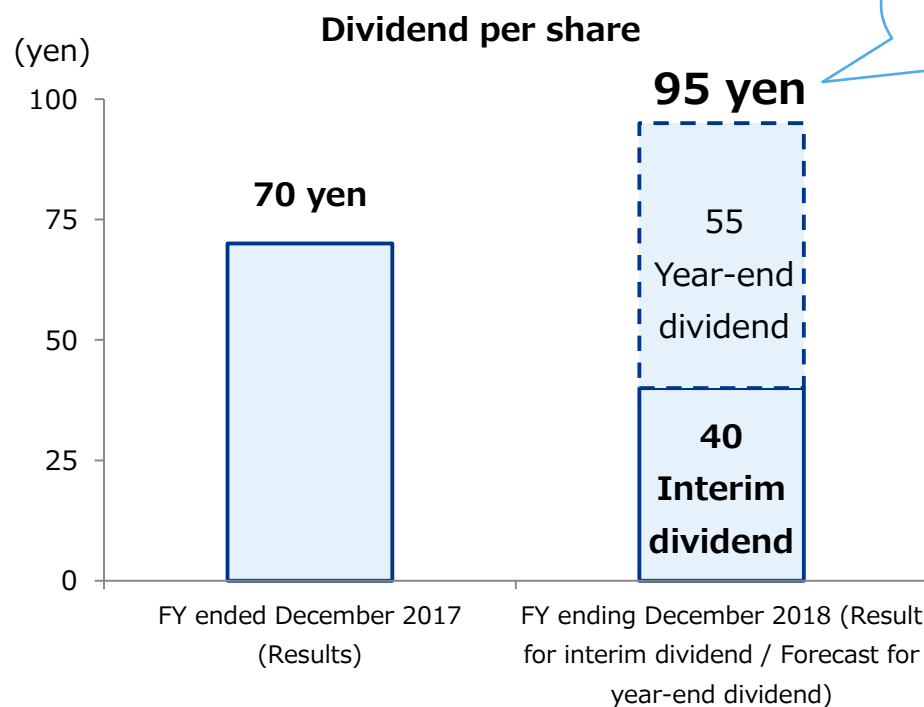 Dividend per share
(yen)
100
75
50
25
0
70 yen
95 yen
55
Year-end
dividend
40
Interim
dividend
FY ended December 2017
(Results)
FY ending December 2018 (Result
for interim dividend / Forecast for
year-end dividend)